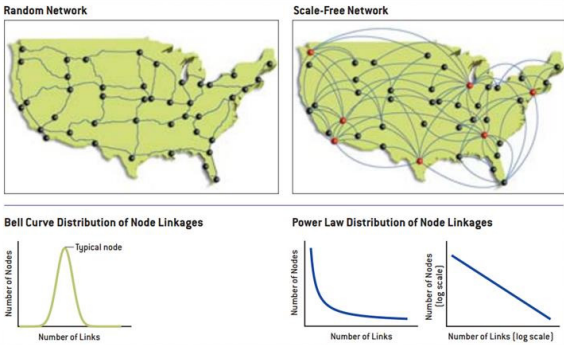 Random Network
Scale-Free Network
Bell Curve Distribution of Node Linkages
Typical node
Number of Nodes
Number of Links
Power Law Distribution of Node Linkages
Number of Nodes
Number of Links
Number of Nodes
(log scale)
Number of Links (log scale)